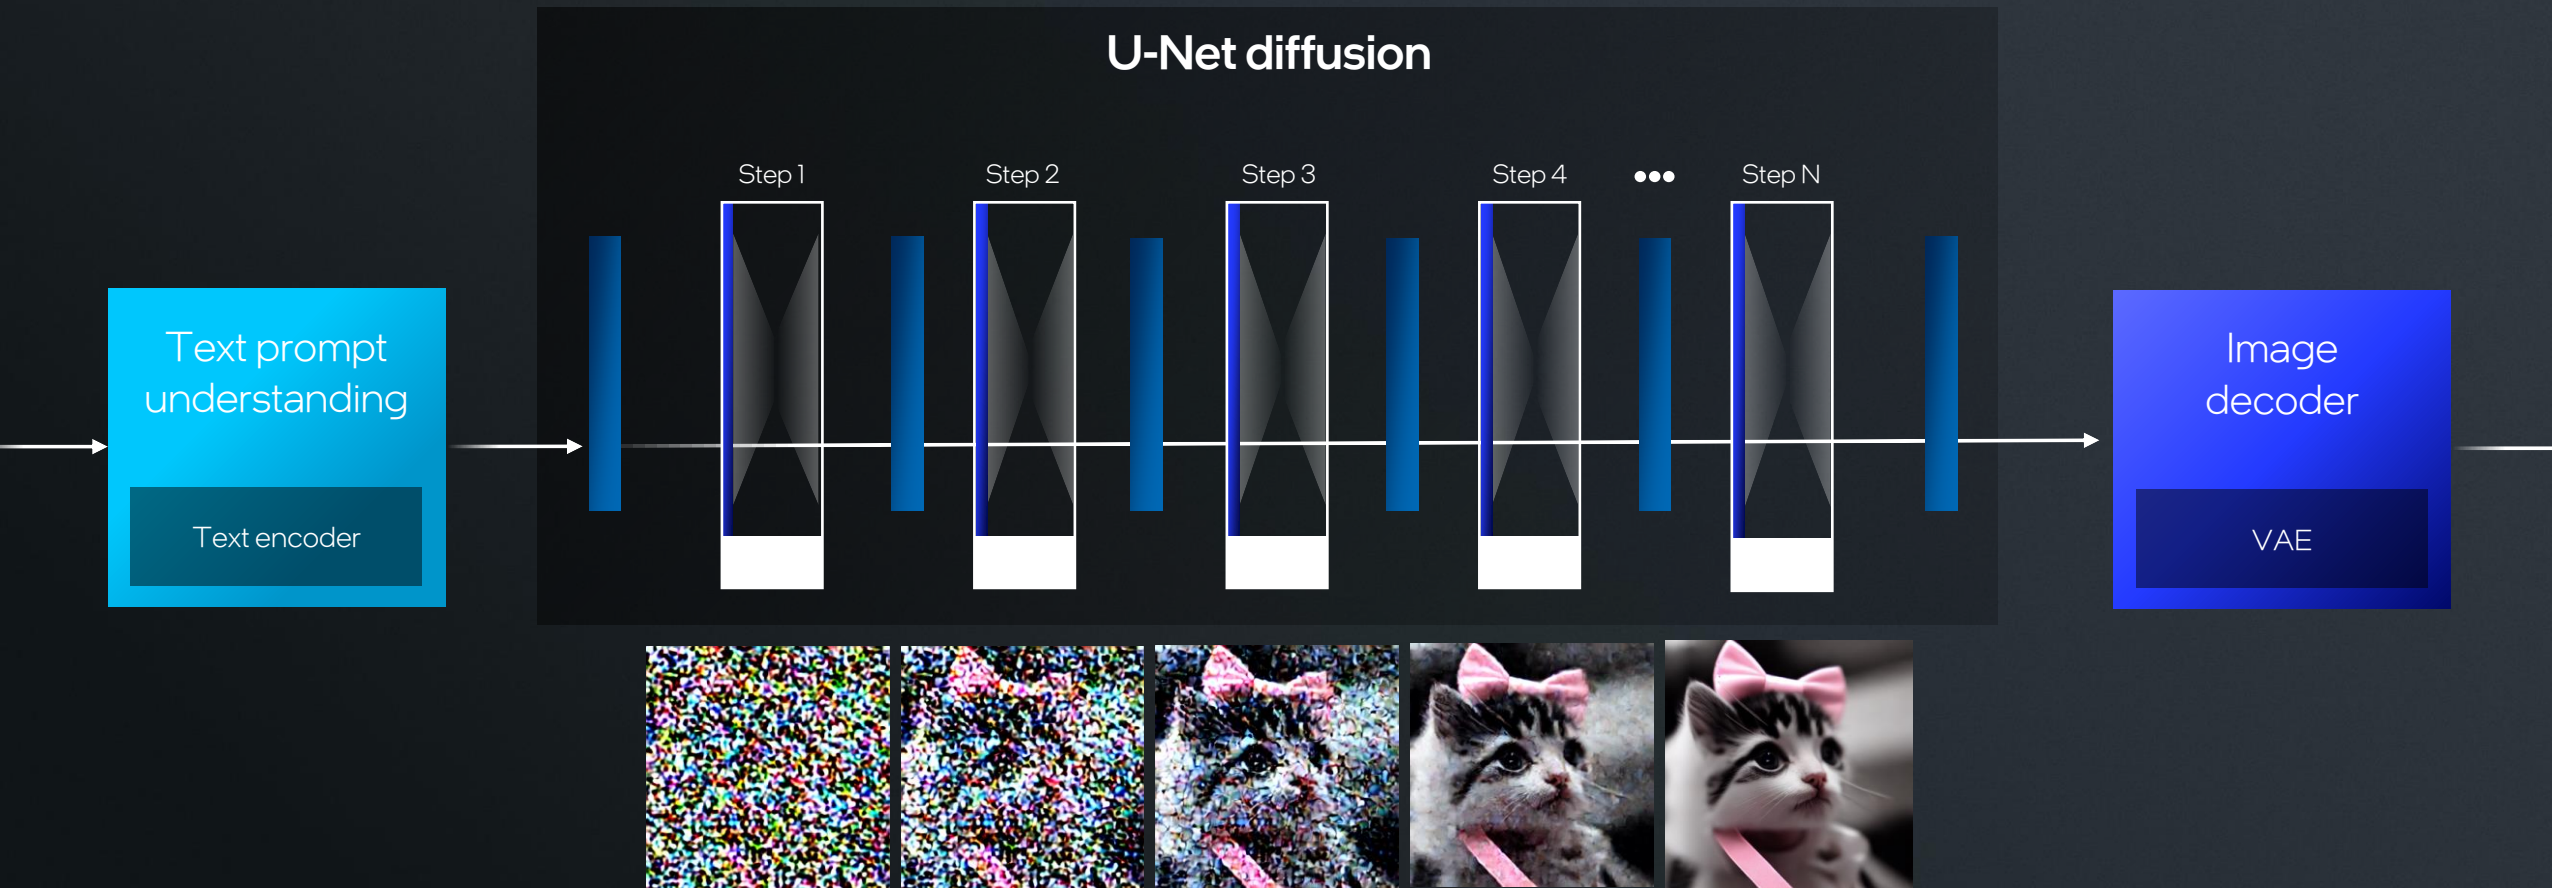 U-Net diffusion
Step 1
Step 2
Step 3
Step 4
•••
Step N
Text prompt
understanding
Text encoder
Image
decoder
VAE